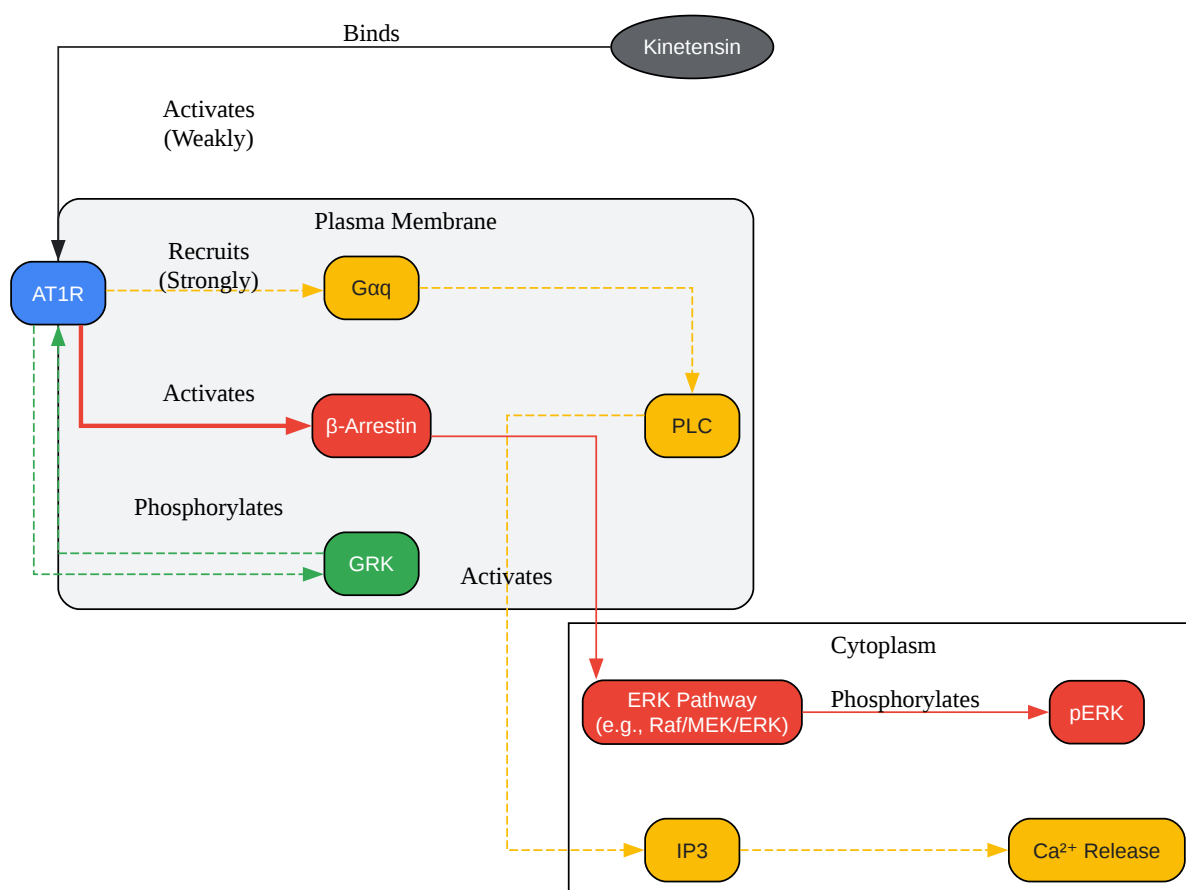 Binds
Kinetensin
Activates
(Weakly)
Plasma Membrane
Recruits
(Strongly)
AT1R
Gαq
Activates
β-Arrestin
PLC
Phosphorylates
GRK
Activates
Cytoplasm
ERK Pathway
(e.g., Raf/MEK/ERK)
Phosphorylates
pERK
IP3
Ca²⁺ Release